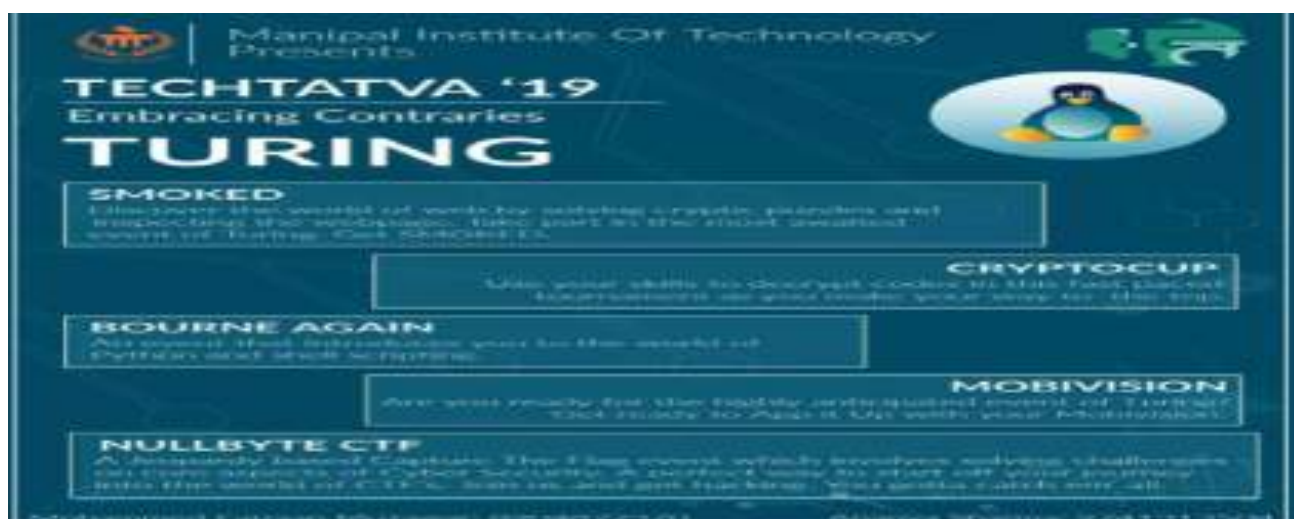 Manipal Institute Of Technology
Presents
TECHTATVA '19
Embracing Contraries
TURING
SMOKED
Discover the world of web by solving cryptic puzzles and
inspecting the webpage. Take part in the most awaited
event of Turing. Get SMOKED.
CRYPTOCUP
Use your skills to decrypt codes in this fast paced
tournament as you make your way to the top.
BOURNE AGAIN
An event that introduces you to the world of
Python and shell scripting.
MOBIVISION
Are you ready for the highly anticipated event of Turing?
Get ready to App it Up with your Mobivision.
NULLBYTE CTF
A Jeopardy based Capture The Flag event which involves solving challenges
on core aspects of Cyber Security. A perfect way to start off your journey
into the world of CTF's. Join us and get hacking. You gotta catch em' all.